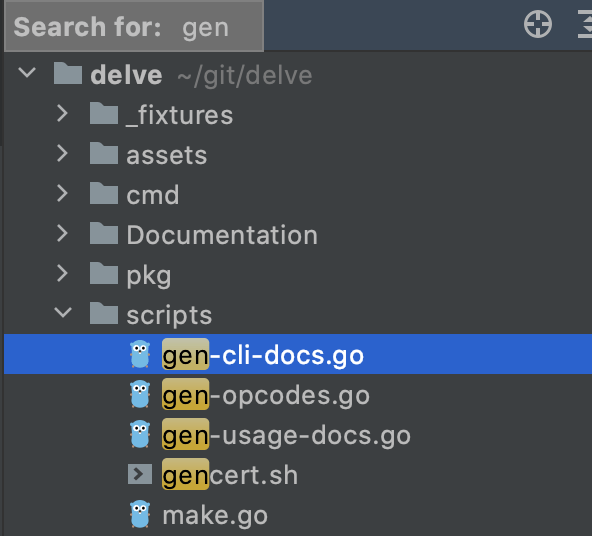 Search for: gen
delve ~/git/delve
_fixtures
assets
cmd
Documentation
pkg
scripts
gen-cli-docs.go
gen-opcodes.go
gen-usage-docs.go
gencert.sh
make.go